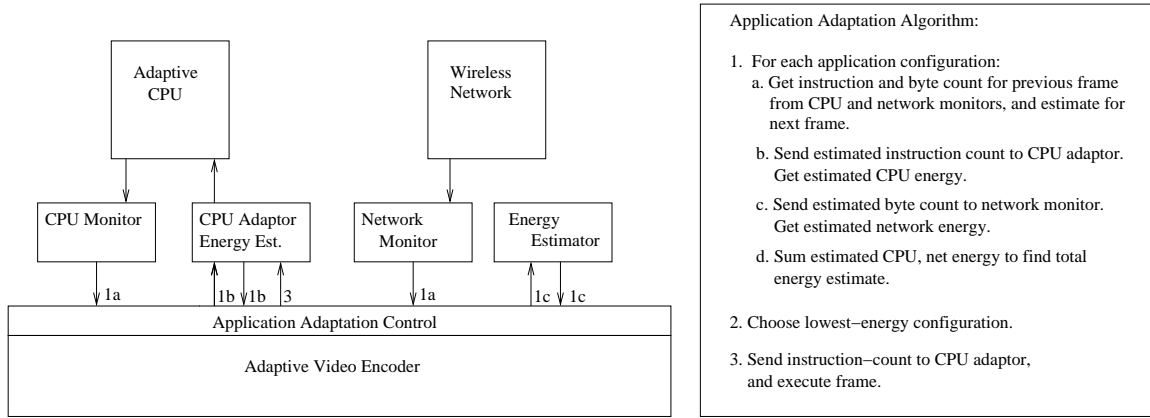 Adaptive
CPU
Wireless
Network
CPU Monitor
CPU Adaptor
Energy Est.
Network
Monitor
Energy
Estimator
1a
1b
1b
3
1a
1c
1c
Application Adaptation Control
Adaptive Video Encoder
Application Adaptation Algorithm:
1. For each application configuration:
a. Get instruction and byte count for previous frame
from CPU and network monitors, and estimate for
next frame.
b. Send estimated instruction count to CPU adaptor.
Get estimated CPU energy.
c. Send estimated byte count to network monitor.
Get estimated network energy.
d. Sum estimated CPU, net energy to find total
energy estimate.
2. Choose lowest−energy configuration.
3. Send instruction−count to CPU adaptor,
and execute frame.